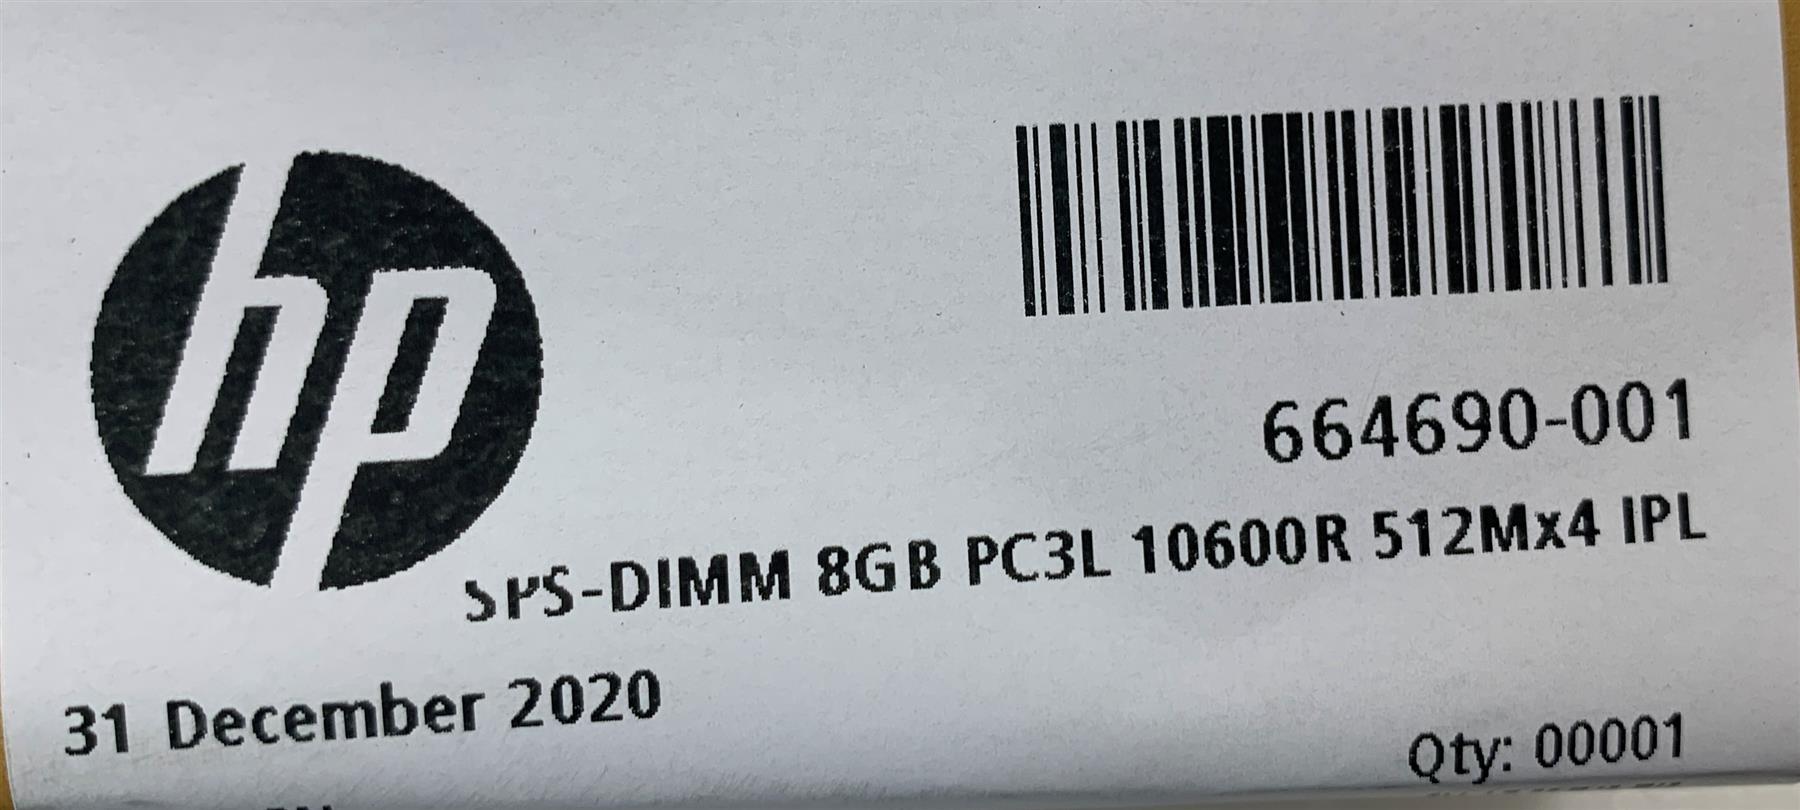 hp
664690-001
SPS-DIMM 8GB PC3L 10600R 512Mx4 IPL
31 December 2020
Qty: 00001